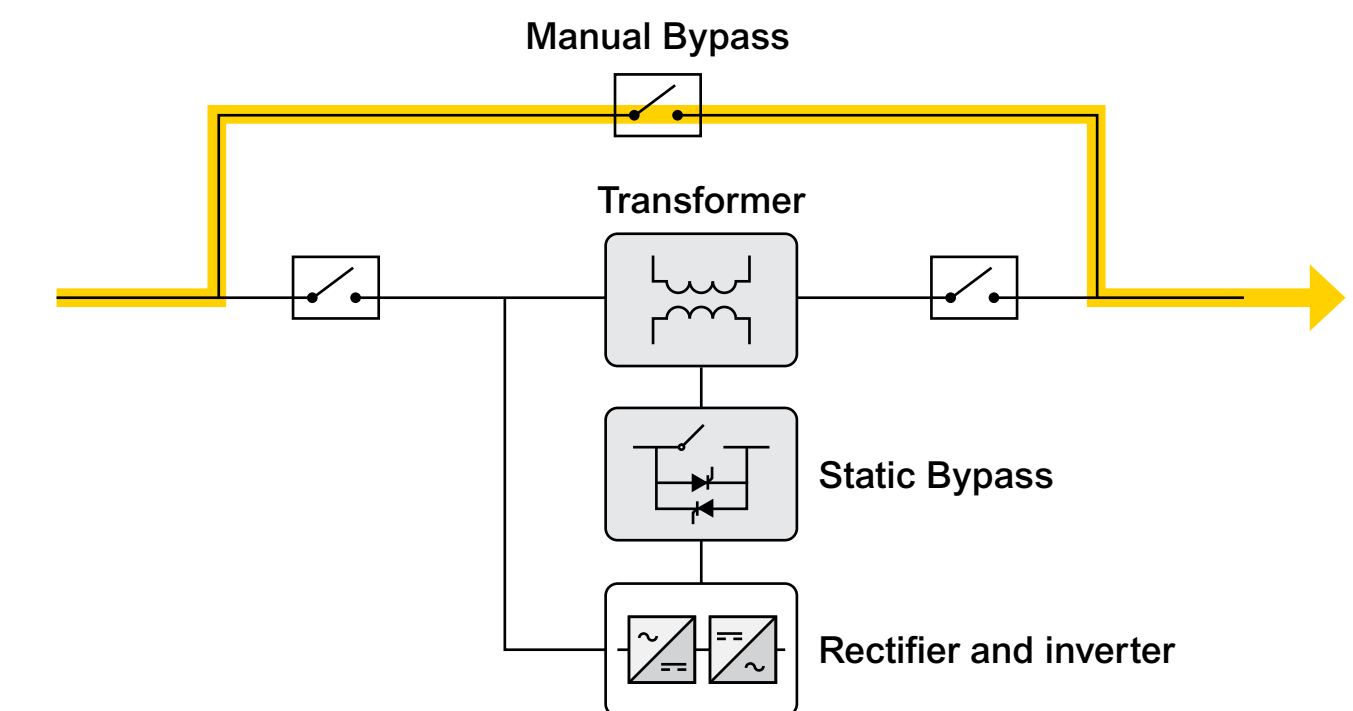 Manual Bypass
Transformer
Static Bypass
Rectifier and inverter